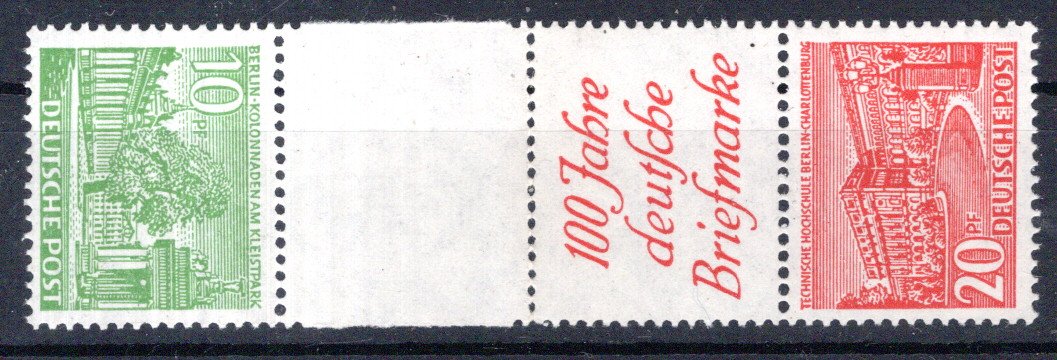 10
PF
BERLIN-KOLONNADEN AM KLEISTPARK
DEUTSCHE POST
100 Jahre
deutſche
Briefmarke
TECHNISCHE HOCHSCHULE BERLIN-CHARLOTTENBURG
20 PF
DEUTSCHE POST